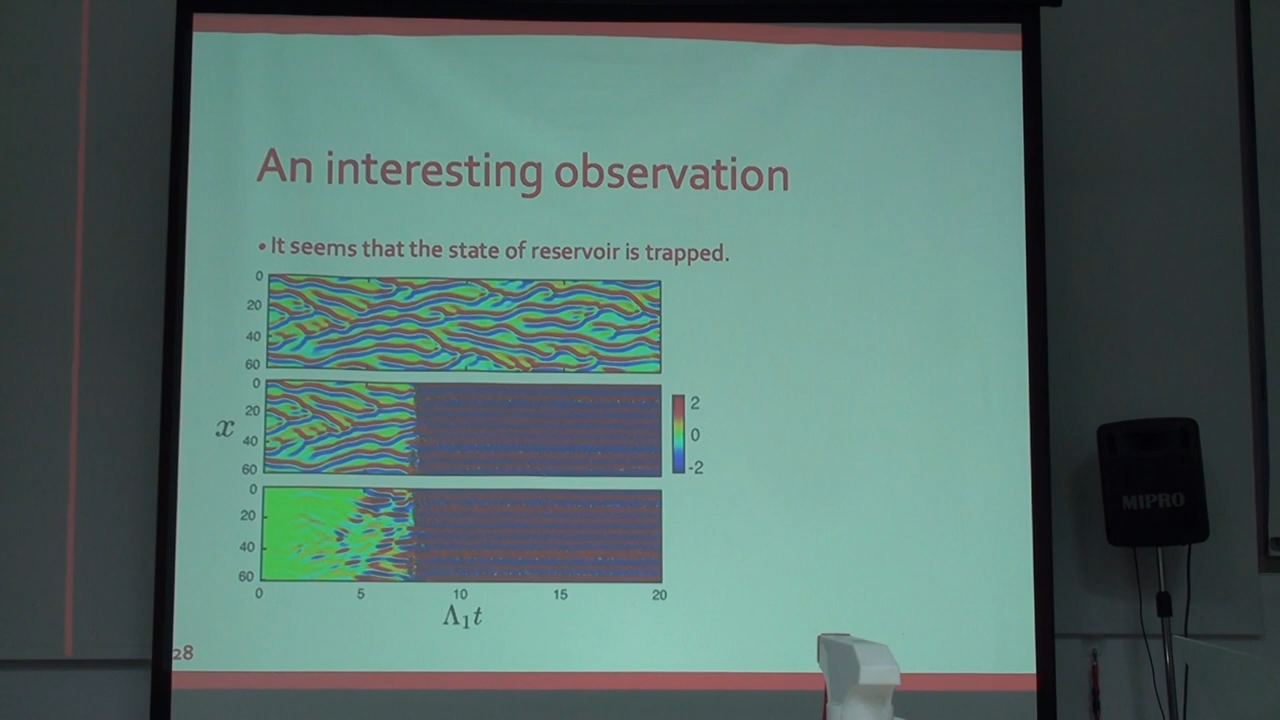 An interesting observation
• It seems that the state of reservoir is trapped.
0
20
40
60
0
20
40
60
x
2
0
-2
0
20
40
60
0 5 10 15 20
Λ₁t
28
MIPRO